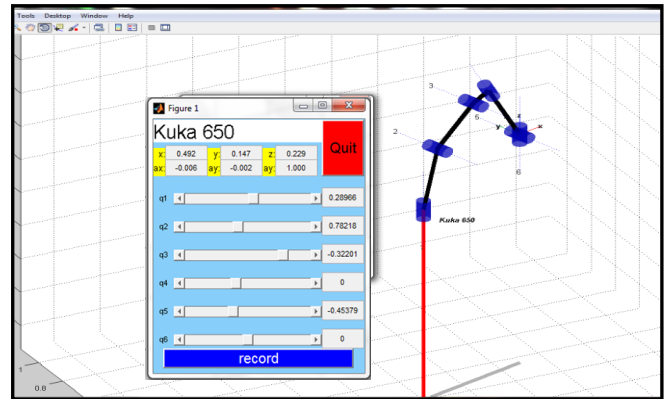 Tools Desktop Window Help
Figure 1
Kuka 650
Quit
x: 0.492 y: 0.147 z: 0.229
ax: -0.006 ay: -0.002 ay: 1.000
q1 0.28966
q2 0.78218
q3 -0.32201
q4 0
q5 -0.45379
q6 0
record
3
2
5
y z x
6
Kuka 650
1
0.8